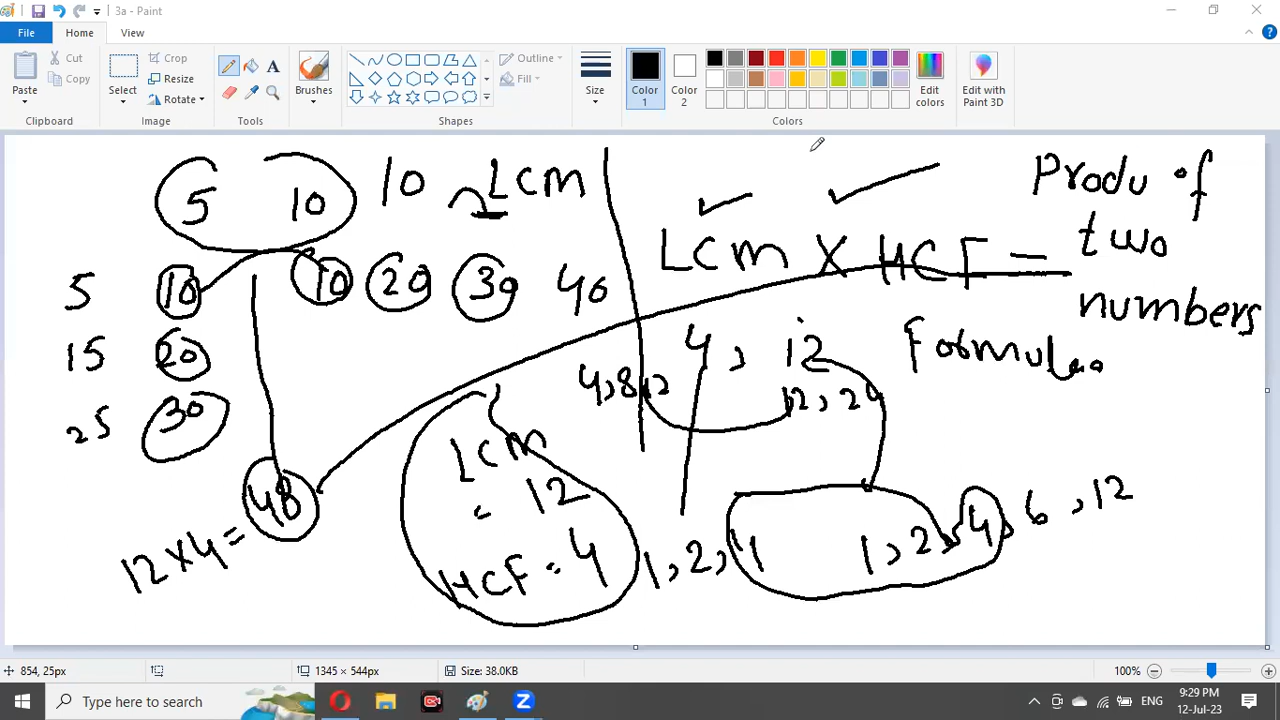 3a - Paint
File Home View
Paste
Cut
Copy
Clipboard
Select
Crop
Resize
Rotate
Image
A
Tools
Brushes
Outline
Fill
Shapes
Size
Color 1
Color 2
Edit colors
Colors
Edit with Paint 3D
5 10 10 LCM
5 10 10 20 30 40
15 20
25 30
12 x 4 = 48
LCM
= 12
HCF = 4
LCM X HCF = Produ of
two
numbers
Formulea
4, 12
4, 8, 12 12, 24
1, 2, 4 1, 2, 4, 6, 12
854, 25px
1345 × 544px
Size: 38.0KB
100%
Type here to search
ENG
9:29 PM
12-Jul-23